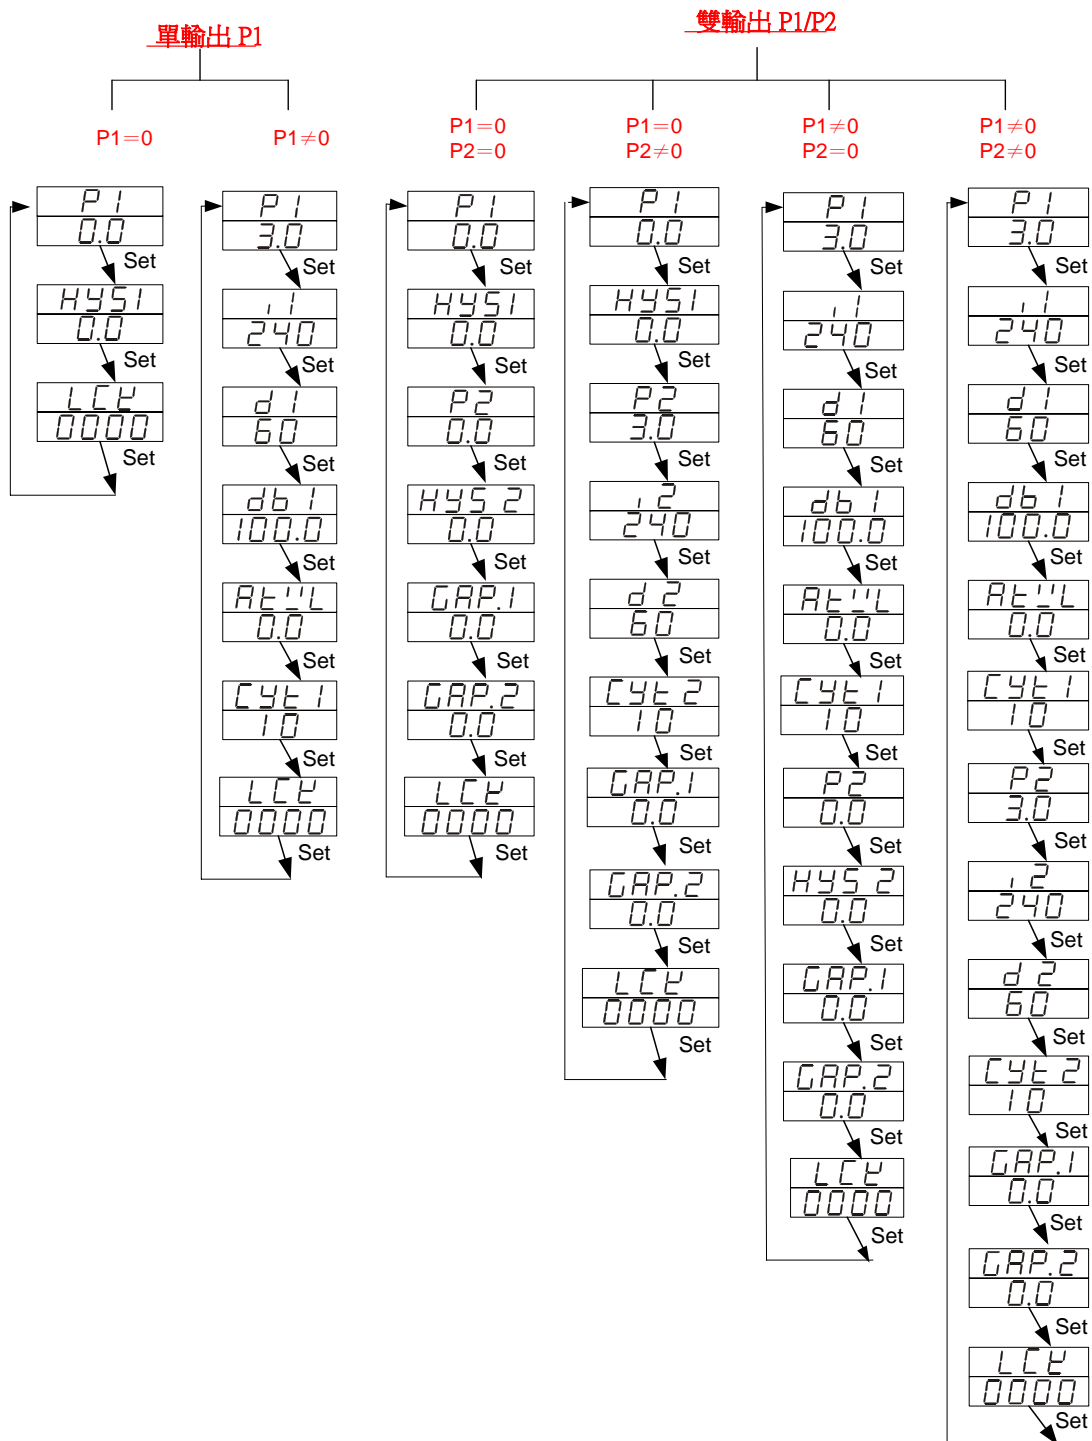 單輸出 P1
雙輸出 P1/P2
P1=0
P1≠0
P1=0
P2=0
P1=0
P2≠0
P1≠0
P2=0
P1≠0
P2≠0
P1
0.0
Set
HYS1
0.0
Set
LCK
0000
Set
P1
3.0
Set
i1
240
Set
d1
60
Set
db1
100.0
Set
AtVL
0.0
Set
CYt1
10
Set
LCK
0000
Set
P1
0.0
Set
HYS1
0.0
Set
P2
0.0
Set
HYS2
0.0
Set
GAP.1
0.0
Set
GAP.2
0.0
Set
LCK
0000
Set
P1
0.0
Set
HYS1
0.0
Set
P2
3.0
Set
i2
240
Set
d2
60
Set
CYt2
10
Set
GAP.1
0.0
Set
GAP.2
0.0
Set
LCK
0000
Set
P1
3.0
Set
i1
240
Set
d1
60
Set
db1
100.0
Set
AtVL
0.0
Set
CYt1
10
Set
P2
0.0
Set
HYS2
0.0
Set
GAP.1
0.0
Set
GAP.2
0.0
Set
LCK
0000
Set
P1
3.0
Set
i1
240
Set
d1
60
Set
db1
100.0
Set
AtVL
0.0
Set
CYt1
10
Set
P2
3.0
Set
i2
240
Set
d2
60
Set
CYt2
10
Set
GAP.1
0.0
Set
GAP.2
0.0
Set
LCK
0000
Set